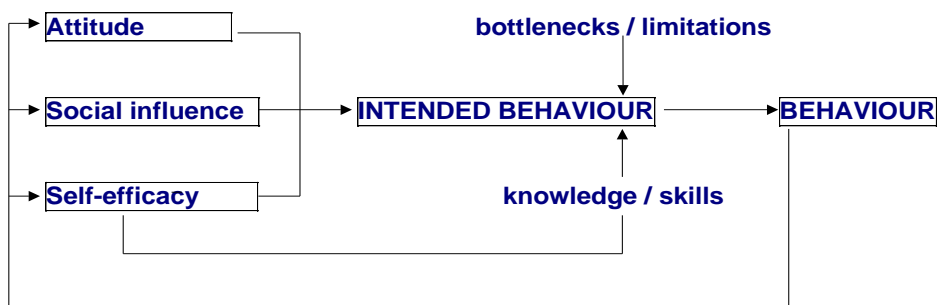 Attitude
bottlenecks / limitations
Social influence
INTENDED BEHAVIOUR
BEHAVIOUR
Self-efficacy
knowledge / skills